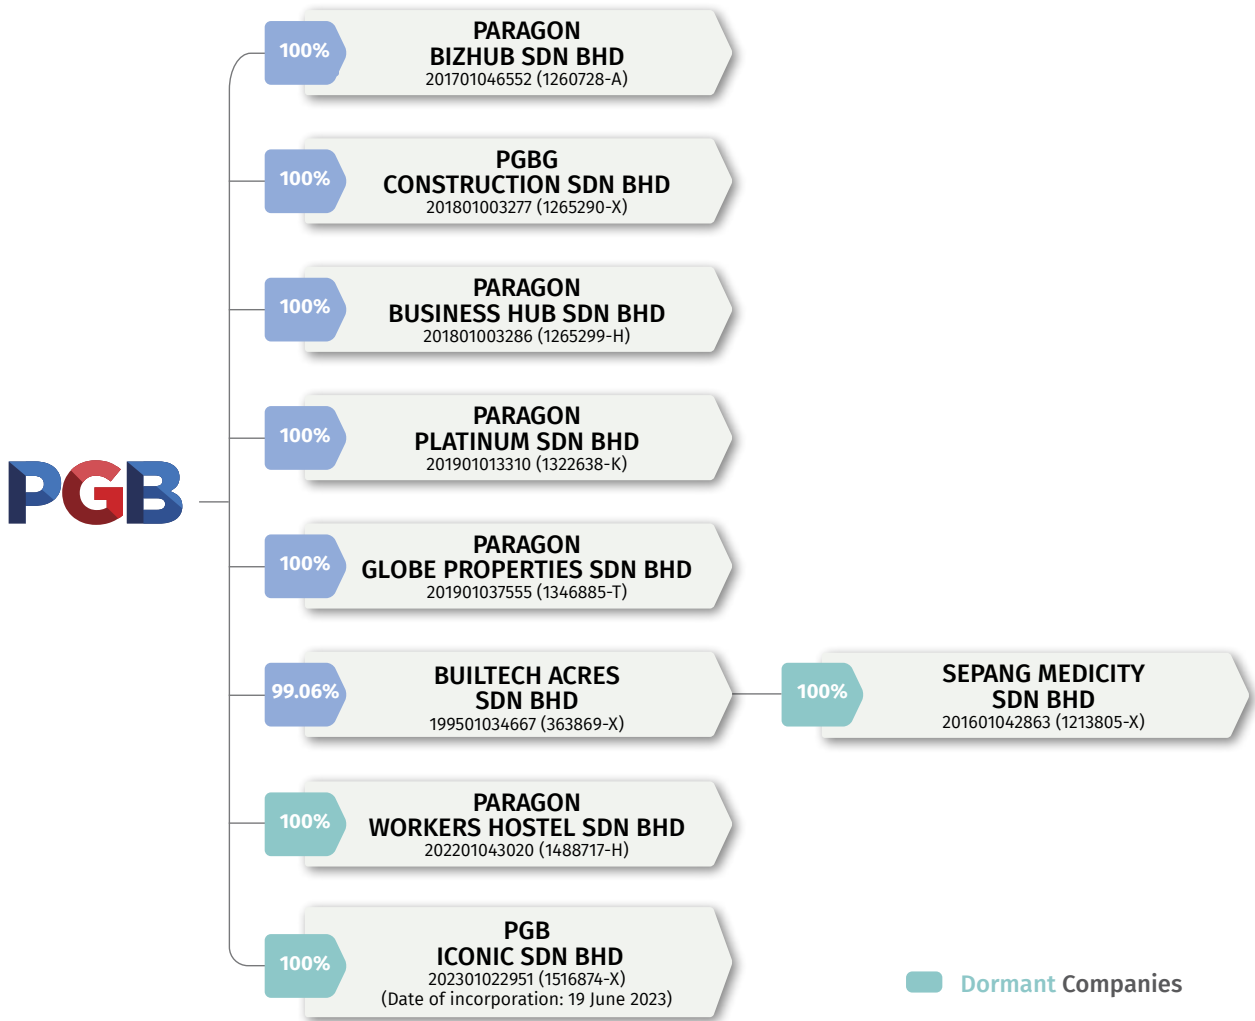 100%
PARAGON
BIZHUB SDN BHD
201701046552 (1260728-A)
100%
PGBG
CONSTRUCTION SDN BHD
201801003277 (1265290-X)
100%
PARAGON
BUSINESS HUB SDN BHD
201801003286 (1265299-H)
100%
PARAGON
PLATINUM SDN BHD
201901013310 (1322638-K)
PGB
100%
PARAGON
GLOBE PROPERTIES SDN BHD
201901037555 (1346885-T)
99.06%
BUILTECH ACRES
SDN BHD
199501034667 (363869-X)
100%
SEPANG MEDICITY
SDN BHD
201601042863 (1213805-X)
100%
PARAGON
WORKERS HOSTEL SDN BHD
202201043020 (1488717-H)
100%
PGB
ICONIC SDN BHD
202301022951 (1516874-X)
(Date of incorporation: 19 June 2023)
Dormant Companies